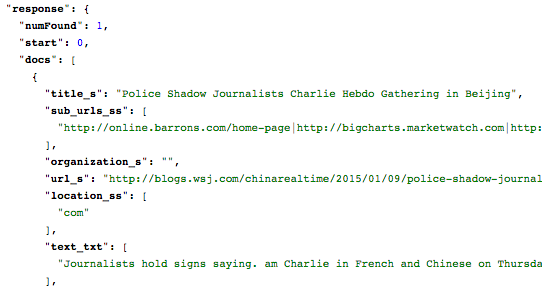 "response": {
"numFound": 1,
"start": 0,
"docs": [
{
"title_s": "Police Shadow Journalists Charlie Hebdo Gathering in Beijing",
"sub_urls_ss": [
"http://online.barrons.com/home-page|http://bigcharts.marketwatch.com|http:
],
"organization_s": "",
"url_s": "http://blogs.wsj.com/chinarealtime/2015/01/09/police-shadow-journal
"location_ss": [
"com"
],
"text_txt": [
"Journalists hold signs saying. am Charlie in French and Chinese on Thursda
],